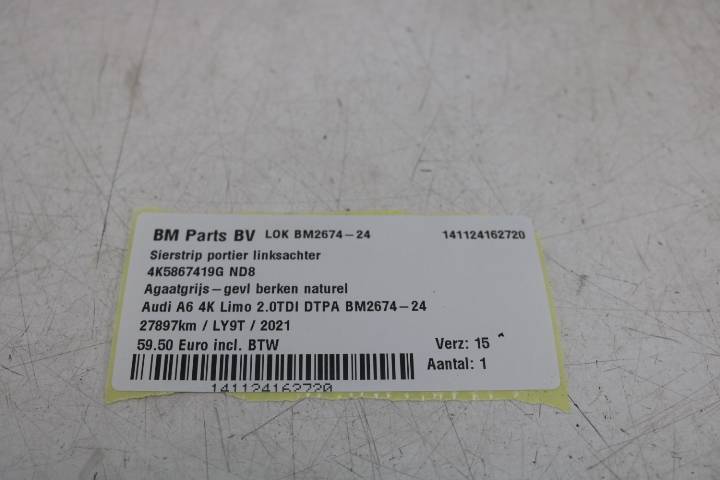 BM Parts BV LOK BM2674-24 141124162720
Sierstrip portier linksachter
4K5867419G ND8
Agaatgrijs-gevl berken naturel
Audi A6 4K Limo 2.0TDI DTPA BM2674-24
27897km / LY9T / 2021
59.50 Euro incl. BTW Verz: 15
Aantal: 1
141124162720